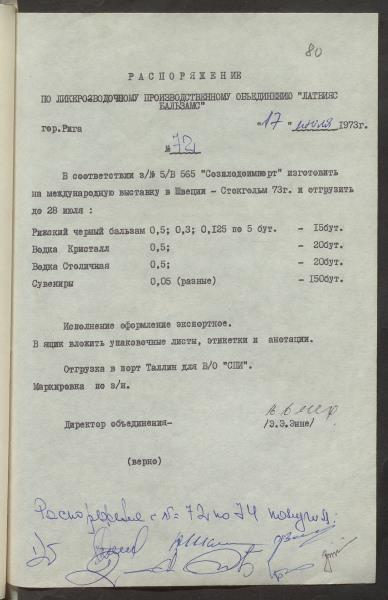 80
РАСПОРЯЖЕНИЕ
ПО ЛИКЕРОЗВОДОЧНОМУ ПРОИЗВОДСТВЕННОМУ ОБЪЕДИНЕНИЮ "ЛАТВИЯС
БАЛЬЗАМС"
гор.Рига "17" июля 1973г.
№ 72
В соответствии з/№ 5/В 565 "Союзплодоимпорт" изготовить
на международную выставку в Швеции - Стокгольм 73г. и отгрузить
до 28 июля :
Рижский черный бальзам 0,5; 0,3; 0,125 по 5 бут. - 15бут.
Водка Кристалл 0,5; - 20бут.
Водка Столичная 0,5; - 20бут.
Сувениры 0,05 (разные) - 150бут.
Исполнение оформление экспортное.
В ящик вложить упаковочные листы, этикетки и анотации.
Отгрузка в порт Таллин для В/О "СПИ".
Маркировка по з/н.
Директор объединения- /Э.Э.Энне/
(верно)
Распоряжение с № 72 по 74 получил: